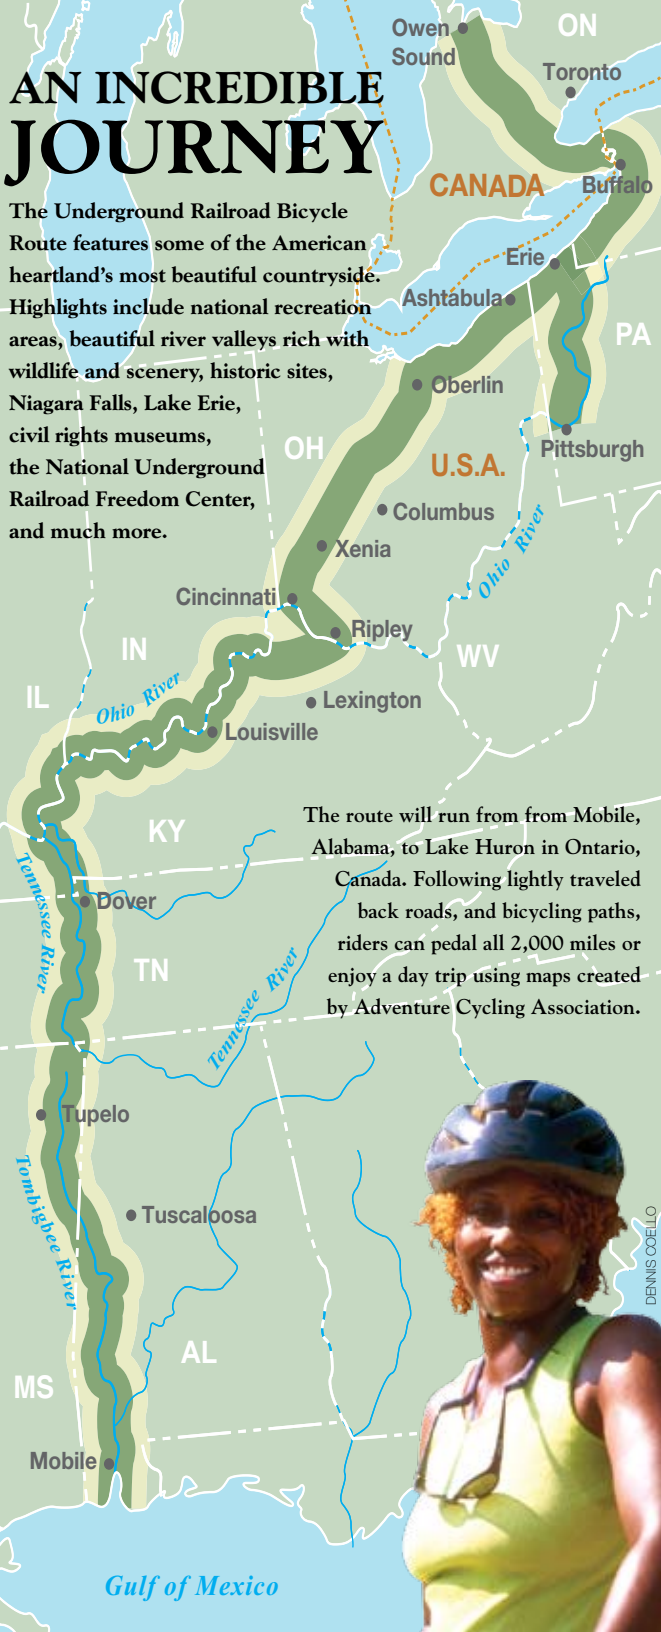 AN INCREDIBLE
JOURNEY
The Underground Railroad Bicycle
Route features some of the American
heartland's most beautiful countryside.
Highlights include national recreation
areas, beautiful river valleys rich with
wildlife and scenery, historic sites,
Niagara Falls, Lake Erie,
civil rights museums,
the National Underground
Railroad Freedom Center,
and much more.
Owen
Sound
ON
Toronto
CANADA
Buffalo
Erie
Ashtabula
PA
Oberlin
OH
U.S.A.
Pittsburgh
Columbus
Ohio River
Xenia
Cincinnati
Ripley
IN
WV
IL
Ohio River
Lexington
Louisville
KY
The route will run from from Mobile,
Alabama, to Lake Huron in Ontario,
Canada. Following lightly traveled
back roads, and bicycling paths,
riders can pedal all 2,000 miles or
enjoy a day trip using maps created
by Adventure Cycling Association.
Tennessee River
Dover
TN
Tennessee River
Tupelo
Tombigbee River
Tuscaloosa
DENNIS COELLO
AL
MS
Mobile
Gulf of Mexico